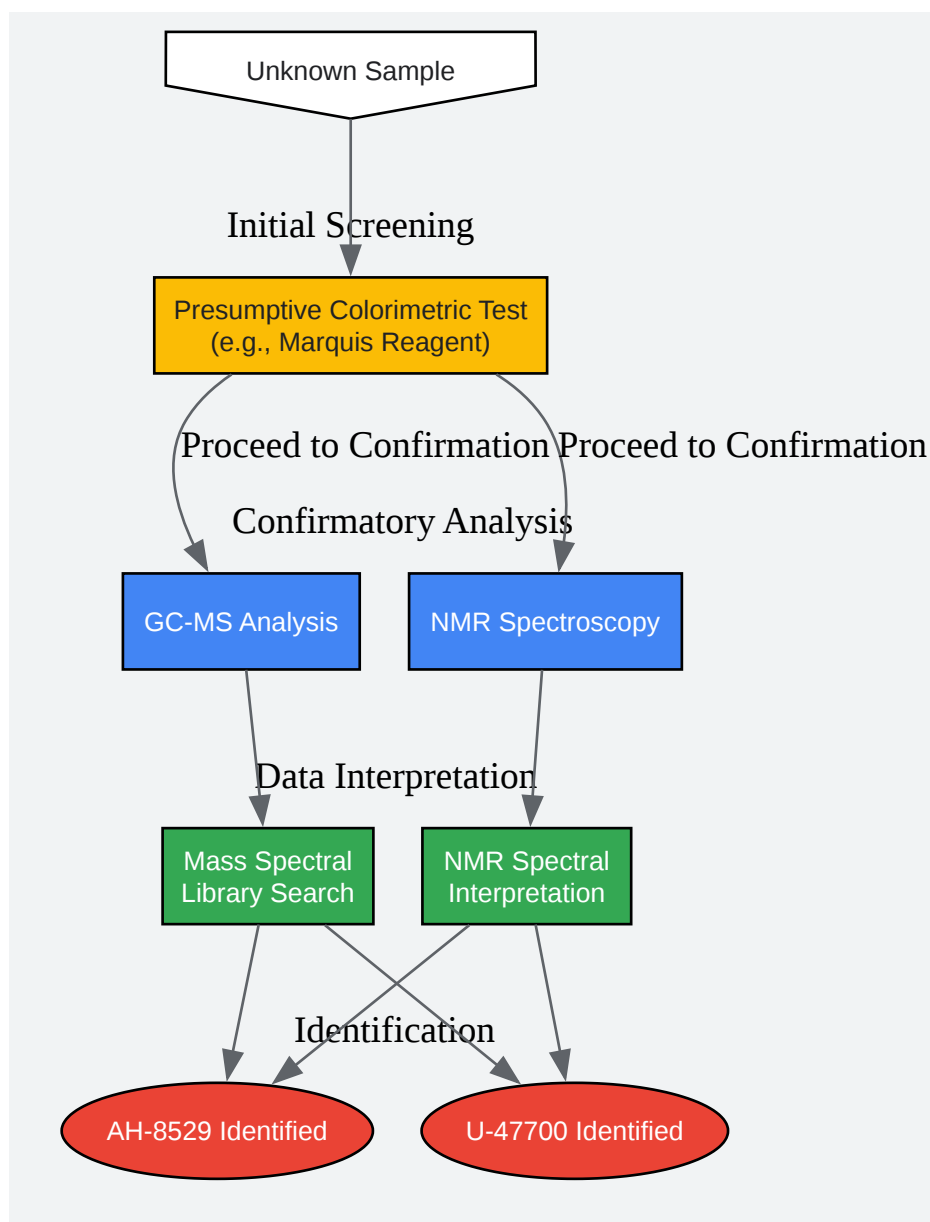 Unknown Sample
Initial Screening
Presumptive Colorimetric Test
(e.g., Marquis Reagent)
Proceed to Confirmation
Proceed to Confirmation
Confirmatory Analysis
GC-MS Analysis
NMR Spectroscopy
Data Interpretation
Mass Spectral
Library Search
NMR Spectral
Interpretation
Identification
AH-8529 Identified
U-47700 Identified